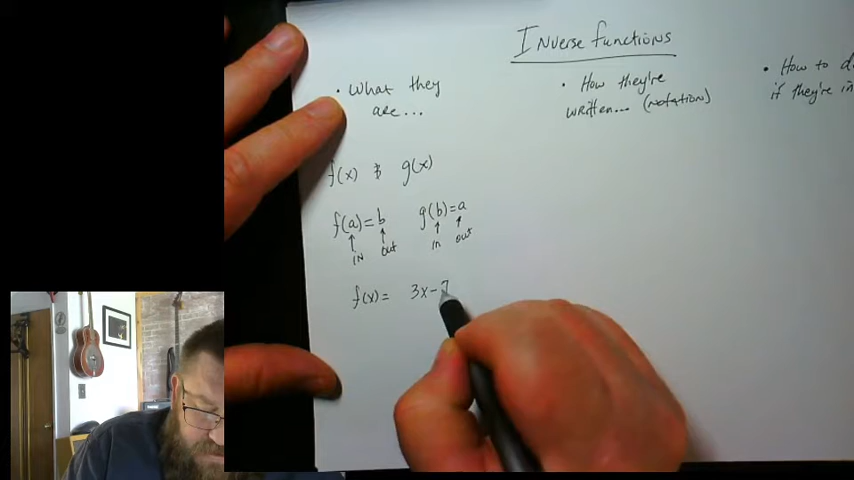 Inverse Functions
• What they
are...
• How they're
written... (notation)
• How to d
if they're in
f(x) & g(x)
f(a)=b g(b)=a
IN OUT in out
f(x)= 3x-7